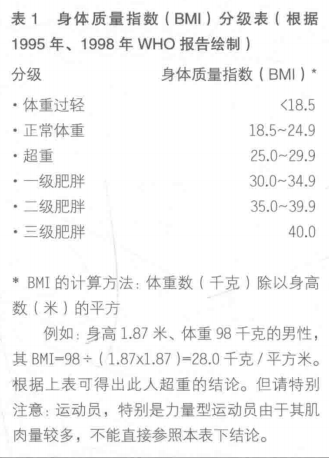 表 1　身体质量指数（BMI）分级表（根据
1995 年、1998 年 WHO 报告绘制）
分级　身体质量指数（BMI）*
・体重过轻　<18.5
・正常体重　18.5~24.9
・超重　25.0~29.9
・一级肥胖　30.0~34.9
・二级肥胖　35.0~39.9
・三级肥胖　40.0
* BMI 的计算方法：体重数（千克）除以身高
数（米）的平方
例如：身高 1.87 米、体重 98 千克的男性，
其 BMI=98÷（1.87x1.87）=28.0 千克 / 平方米。
根据上表可得出此人超重的结论。但请特别
注意：运动员，特别是力量型运动员由于其肌
肉量较多，不能直接参照本表下结论。